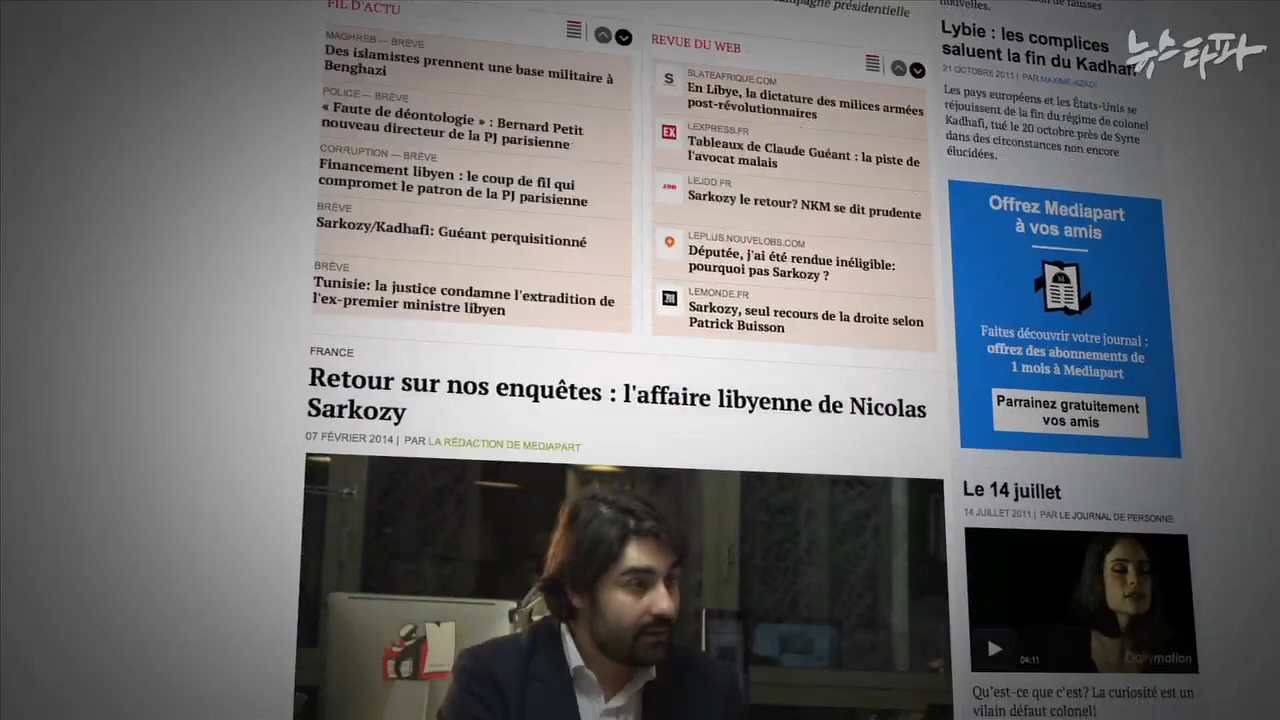 FIL D'ACTU
MAGHREB — BRÈVE
Des islamistes prennent une base militaire à
Benghazi
POLICE — BRÈVE
« Faute de déontologie » : Bernard Petit
nouveau directeur de la PJ parisienne
CORRUPTION — BRÈVE
Financement libyen : le coup de fil qui
compromet le patron de la PJ parisienne
BRÈVE
Sarkozy/Kadhafi: Guéant perquisitionné
BRÈVE
Tunisie: la justice condamne l'extradition de
l'ex-premier ministre libyen
présidentielle
REVUE DU WEB
S
SLATEAFRIQUE.COM
En Libye, la dictature des milices armées
post-révolutionnaires
EX
LEXPRESS.FR
Tableaux de Claude Guéant : la piste de
l'avocat malais
JDD
LEJDD.FR
Sarkozy le retour? NKM se dit prudente
LEPLUS.NOUVELOBS.COM
Députée, j'ai été rendue inéligible:
pourquoi pas Sarkozy ?
M
LEMONDE.FR
Sarkozy, seul recours de la droite selon
Patrick Buisson
FRANCE
Retour sur nos enquêtes : l'affaire libyenne de Nicolas
Sarkozy
07 FÉVRIER 2014 | PAR LA RÉDACTION DE MEDIAPART
nouvelles.
de fausses
Lybie : les complices
saluent la fin du Kadhafi
뉴스타파
21 OCTOBRE 2011 | PAR MAXIME-AZADI
Les pays européens et les États-Unis se
réjouissent de la fin du régime de colonel
Kadhafi, tué le 20 octobre près de Syrte
dans des circonstances non encore
élucidées.
Offrez Mediapart
à vos amis
M
Faites découvrir votre journal :
offrez des abonnements de
1 mois à Mediapart
Parrainez gratuitement
vos amis
Le 14 juillet
14 JUILLET 2011 | PAR LE JOURNAL DE PERSONNE
04:11
Dailymotion
Qu'est-ce que c'est? La curiosité est un
vilain défaut colonel!